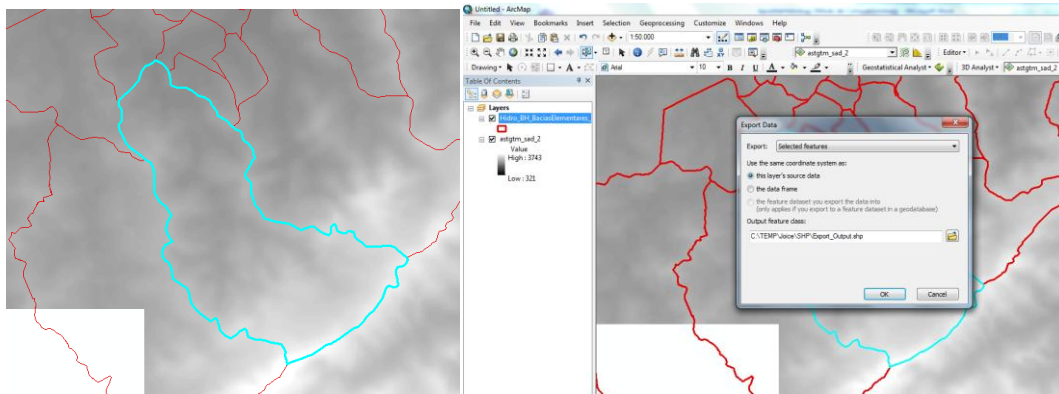 Untitled - ArcMap
File Edit View Bookmarks Insert Selection Geoprocessing Customize Windows Help
1:50.000
astgtm_sad_2
Editor
Drawing
Arial
10
B I U A
Geostatistical Analyst
3D Analyst
astgtm_sad_2
Table Of Contents
Layers
Hidro_BH_BaciasElementares_
astgtm_sad_2
Value
High : 3743
Low : 321
Export Data
Export: Selected features
Use the same coordinate system as:
this layer's source data
the data frame
the feature dataset you export the data into
(only applies if you export to a feature dataset in a geodatabase)
Output feature class:
C:\TEMP\Joice\SHP\Export_Output.shp
OK Cancel